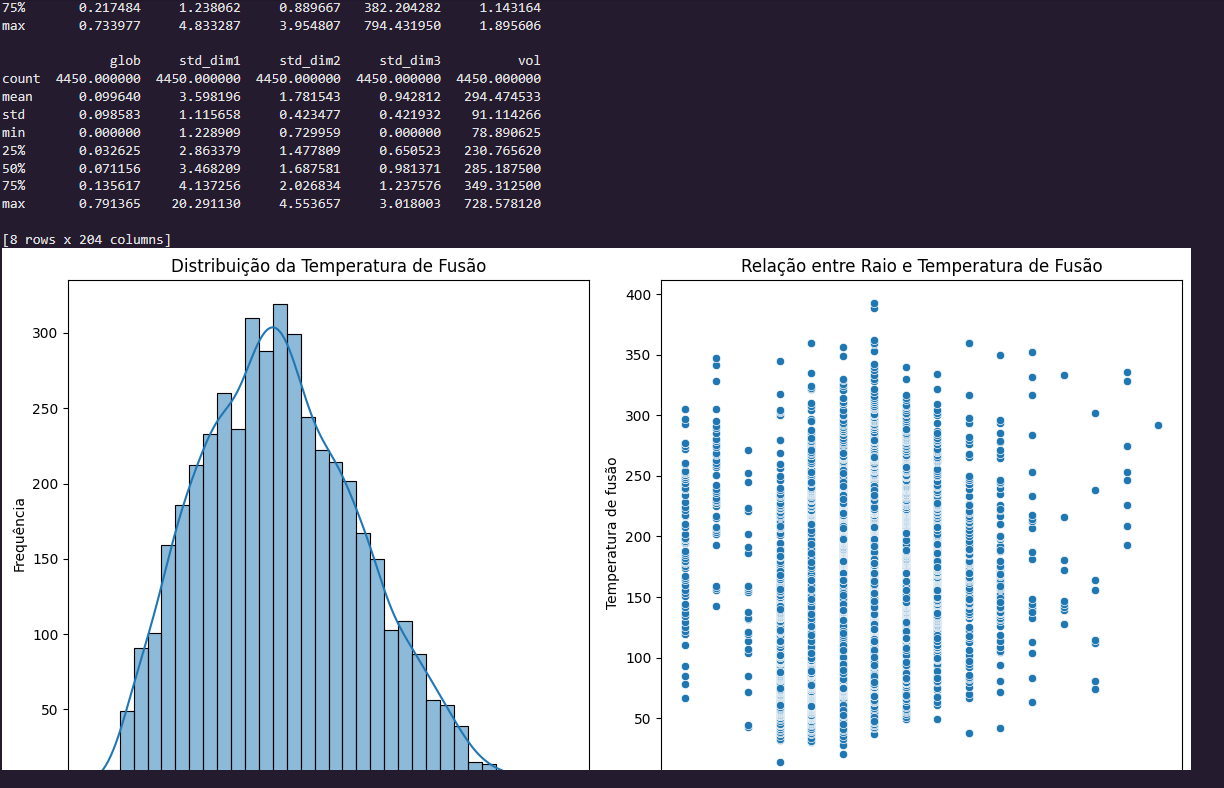 75% 0.217484 1.238062 0.889667 382.204282 1.143164
max 0.733977 4.833287 3.954807 794.431950 1.895606
glob std_dim1 std_dim2 std_dim3 vol
count 4450.000000 4450.000000 4450.000000 4450.000000 4450.000000
mean 0.099640 3.598196 1.781543 0.942812 294.474533
std 0.098583 1.115658 0.423477 0.421932 91.114266
min 0.000000 1.228909 0.729959 0.000000 78.890625
25% 0.032625 2.863379 1.477809 0.650523 230.765620
50% 0.071156 3.468209 1.687581 0.981371 285.187500
75% 0.135617 4.137256 2.026834 1.237576 349.312500
max 0.791365 20.291130 4.553657 3.018003 728.578120
[8 rows x 204 columns]
Distribuição da Temperatura de Fusão
300
250
200
150
100
50
Frequência
Relação entre Raio e Temperatura de Fusão
400
350
300
250
200
150
100
50
Temperatura de fusão